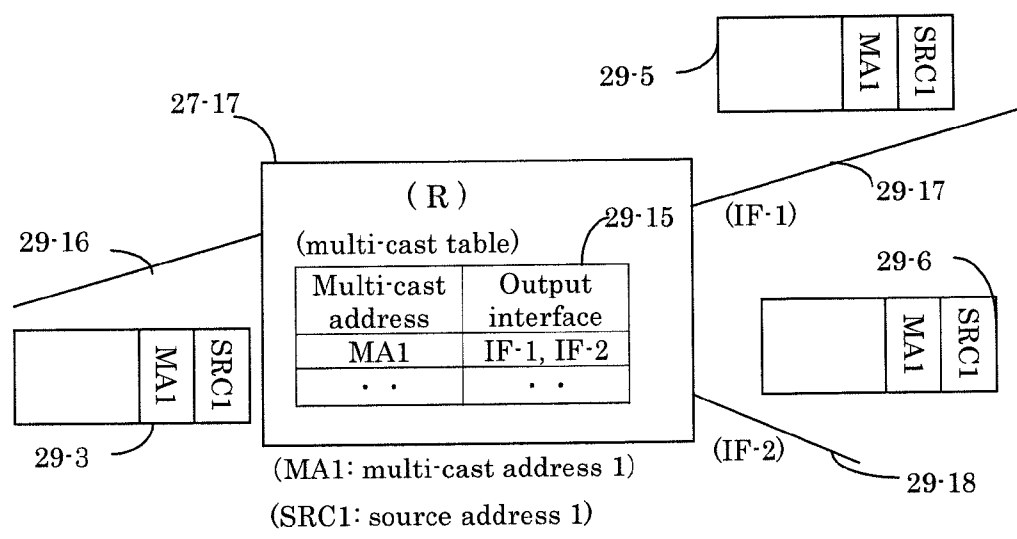 29-5
MA1
SRC1
27-17
(R)
29-17
(IF-1)
29-15
29-16
(multi-cast table)
Multi-cast address
Output interface
MA1
IF-1, IF-2
. .
. .
29-6
MA1
SRC1
MA1
SRC1
29-3
(IF-2)
29-18
(MA1: multi-cast address 1)
(SRC1: source address 1)